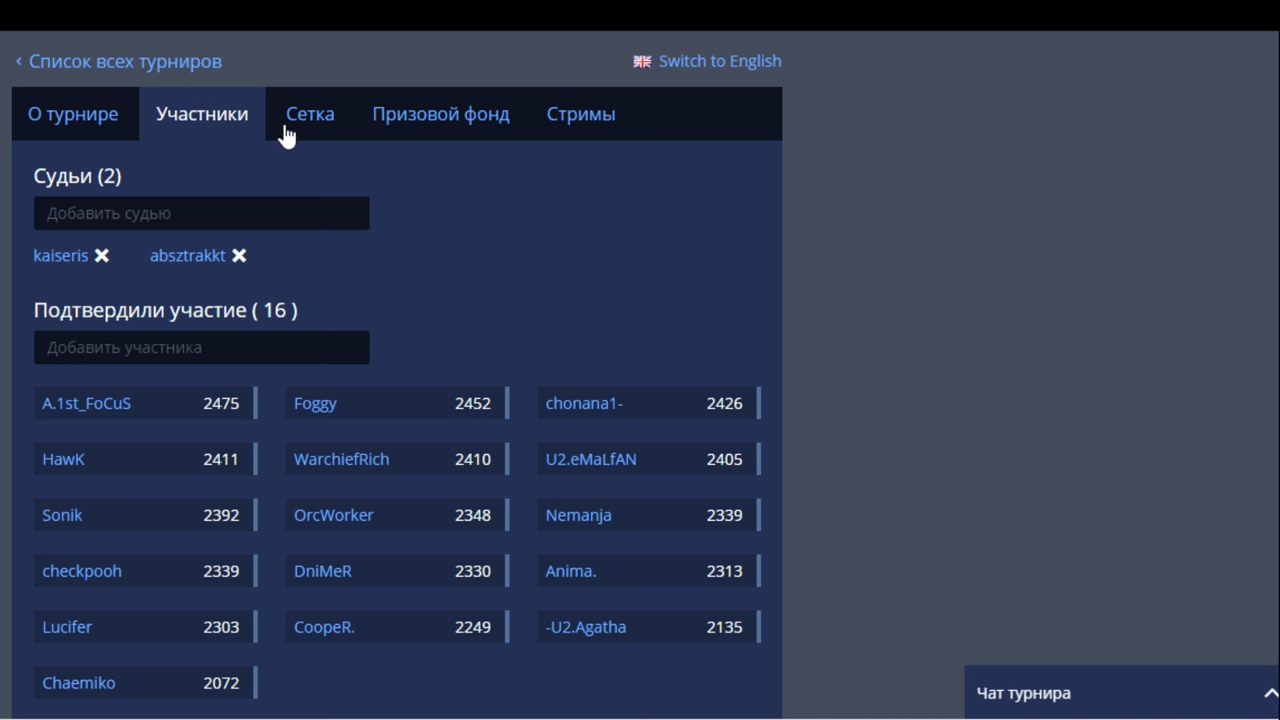 ‹ Список всех турниров Switch to English
О турнире Участники Сетка Призовой фонд Стримы
Судьи (2)
Добавить судью
kaiseris ✖ absztrakkt ✖
Подтвердили участие ( 16 )
Добавить участника
A.1st_FoCuS 2475 Foggy 2452 chonana1- 2426
HawK 2411 WarchiefRich 2410 U2.eMaLfAN 2405
Sonik 2392 OrcWorker 2348 Nemanja 2339
checkpooh 2339 DniMeR 2330 Anima. 2313
Lucifer 2303 CoopeR. 2249 -U2.Agatha 2135
Chaemiko 2072
Чат турнира